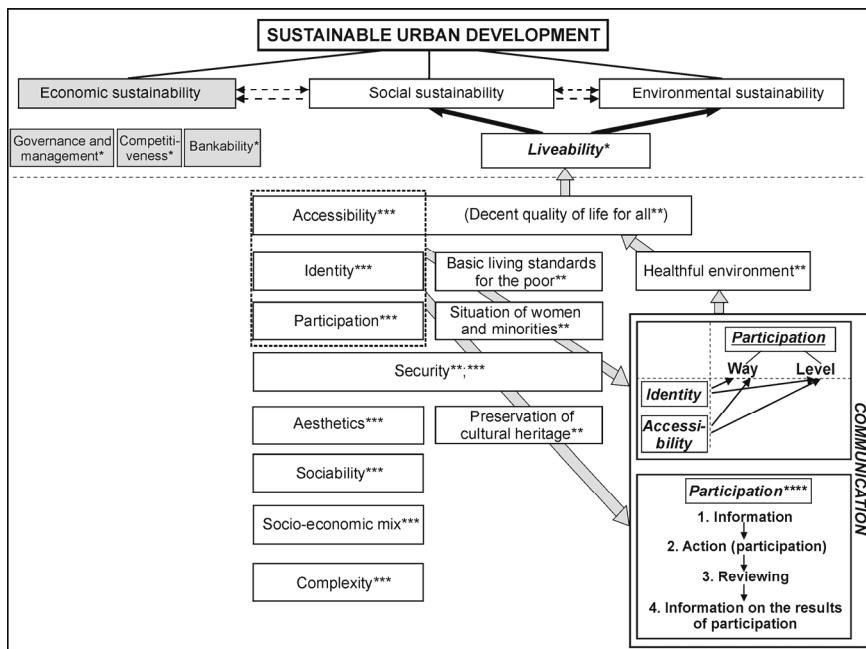 SUSTAINABLE URBAN DEVELOPMENT
Economic sustainability
Social sustainability
Environmental sustainability
Governance and
management*
Competiti-
veness*
Bankability*
Liveability*
Accessibility***
(Decent quality of life for all**)
Identity***
Basic living standards
for the poor**
Healthful environment**
Participation***
Situation of women
and minorities**
Security**;***
Aesthetics***
Preservation of
cultural heritage**
Sociability***
Socio-economic mix***
Complexity***
Participation
Way
Level
Identity
Accessi-
bility
COMMUNICATION
Participation****
1. Information
2. Action (participation)
3. Reviewing
4. Information on the results
of participation